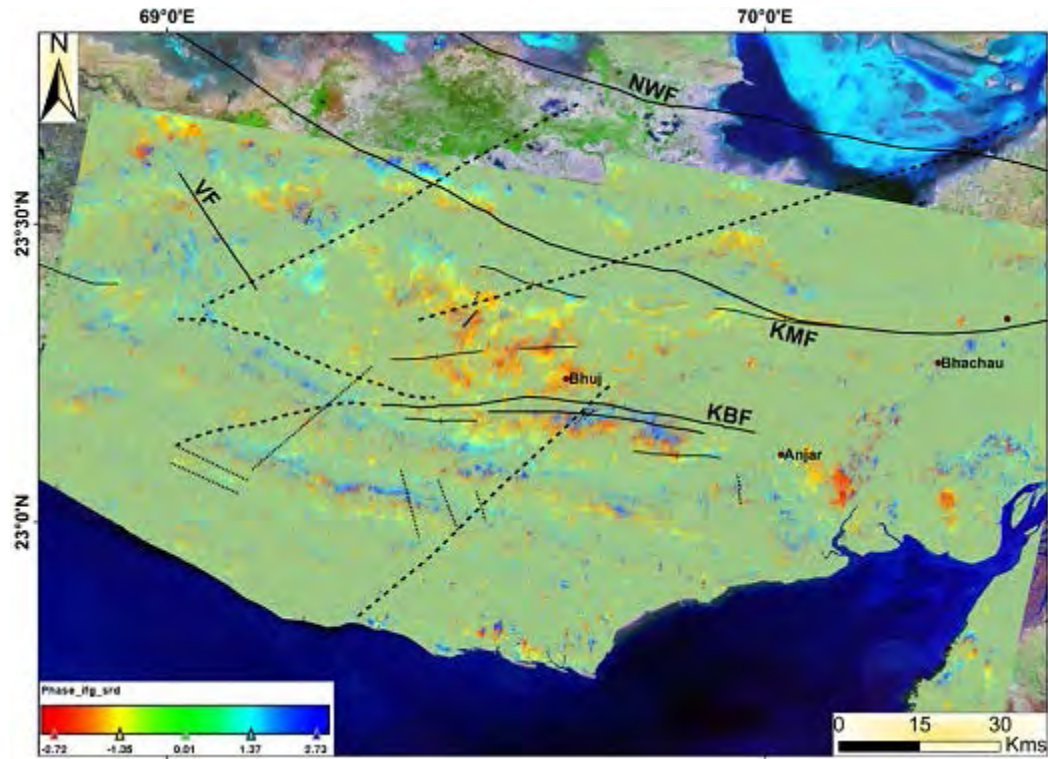 69°0'E 70°0'E
N
NWF
VF
23°30'N
KMF
Bhachau
Bhuj
KBF
Anjar
23°0'N
Phase_ifg_srd
-2.72 -1.35 0.01 1.37 2.73
0 15 30
Kms